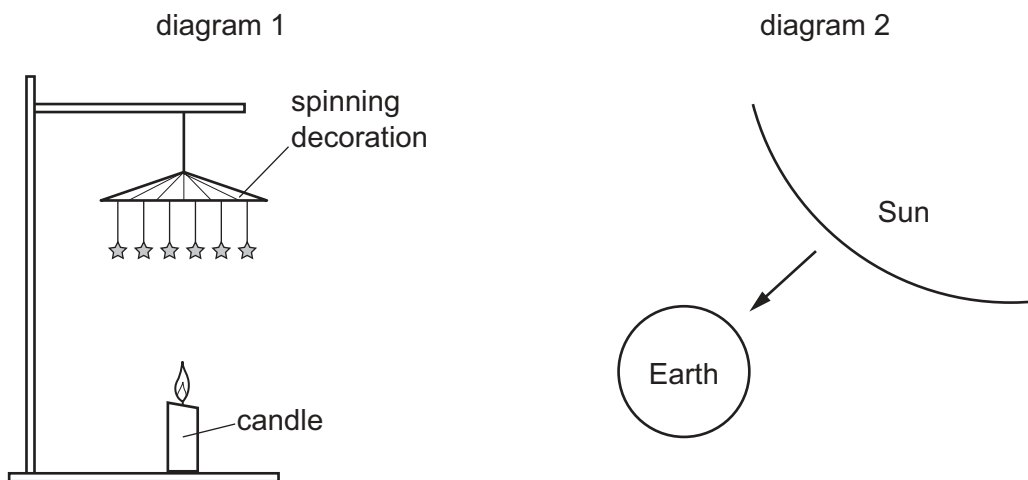 diagram 1
spinning
decoration
candle
diagram 2
Sun
Earth